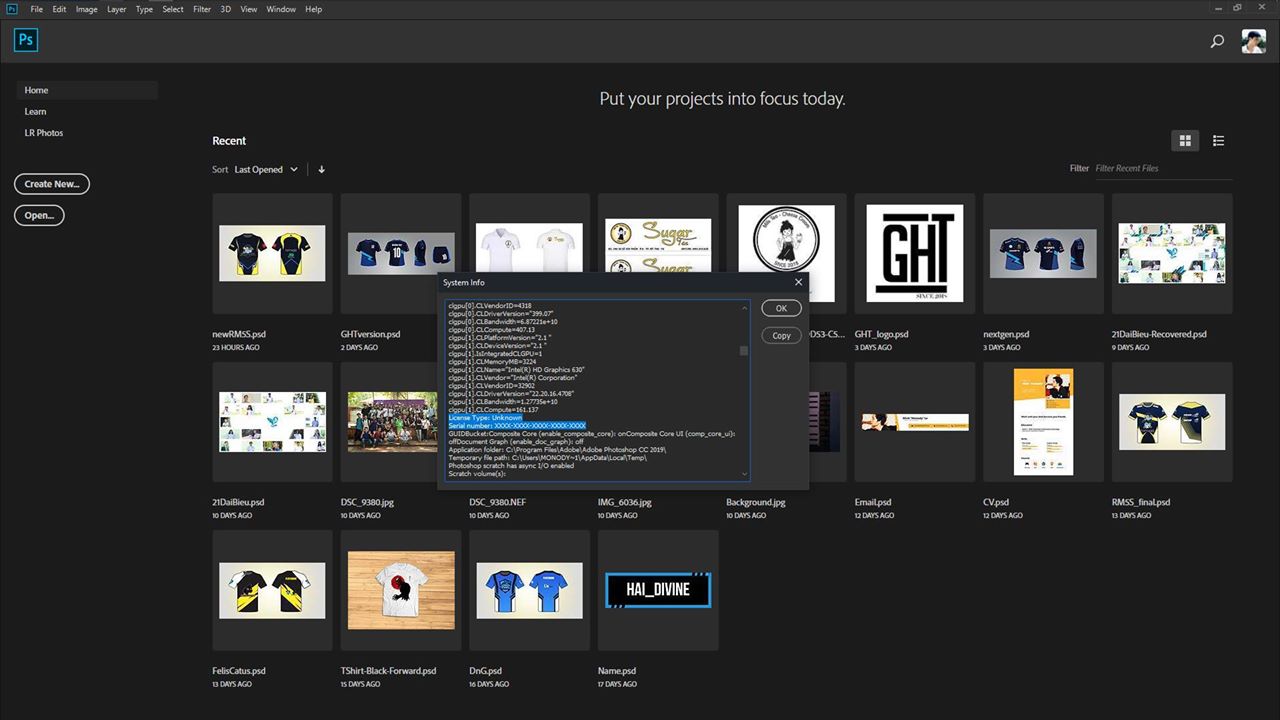 Ps File Edit Image Layer Type Select Filter 3D View Window Help
Ps
Home
Learn
LR Photos
Create New...
Open...
Put your projects into focus today.
Recent
Sort Last Opened
Filter Filter Recent Files
Sugar
Sugar
Milk Tea - Cheese Cream
SINCE 2018
GHT
SINCE.2018
newRMSS.psd
23 HOURS AGO
GHTversion.psd
2 DAYS AGO
DS3-CS...
GHT_logo.psd
3 DAYS AGO
nextgen.psd
3 DAYS AGO
21DaiBieu-Recovered.psd
9 DAYS AGO
System Info
OK
Copy
clgpu[0].CLVendorID=4318
clgpu[0].CLDriverVersion="399.07"
clgpu[0].CLBandwidth=6.87221e+10
clgpu[0].CLCompute=407.13
clgpu[1].CLPlatformVersion="2.1 "
clgpu[1].CLDeviceVersion="2.1 "
clgpu[1].IsIntegratedCLGPU=1
clgpu[1].CLMemoryMB=3224
clgpu[1].CLName="Intel(R) HD Graphics 630"
clgpu[1].CLVendor="Intel(R) Corporation"
clgpu[1].CLVendorID=32902
clgpu[1].CLDriverVersion="22.20.16.4708"
clgpu[1].CLBandwidth=1.27735e+10
clgpu[1].CLCompute=161.137
License Type: Unknown
Serial number: XXXX-XXXX-XXXX-XXXX-XXXX
GUIDBucket:Composite Core (enable_composite_core): onComposite Core UI (comp_core_ui):
offDocument Graph (enable_doc_graph): off
Application folder: C:\Program Files\Adobe\Adobe Photoshop CC 2019\
Temporary file path: C:\Users\MONODY~1\AppData\Local\Temp\
Photoshop scratch has async I/O enabled
Scratch volume(s):
21DaiBieu.psd
10 DAYS AGO
DSC_9380.jpg
10 DAYS AGO
DSC_9380.NEF
10 DAYS AGO
IMG_6036.jpg
10 DAYS AGO
Background.jpg
10 DAYS AGO
Email.psd
12 DAYS AGO
CV.psd
12 DAYS AGO
RMSS_final.psd
13 DAYS AGO
HAI_DIVINE
FelisCatus.psd
13 DAYS AGO
TShirt-Black-Forward.psd
15 DAYS AGO
DnG.psd
16 DAYS AGO
Name.psd
17 DAYS AGO